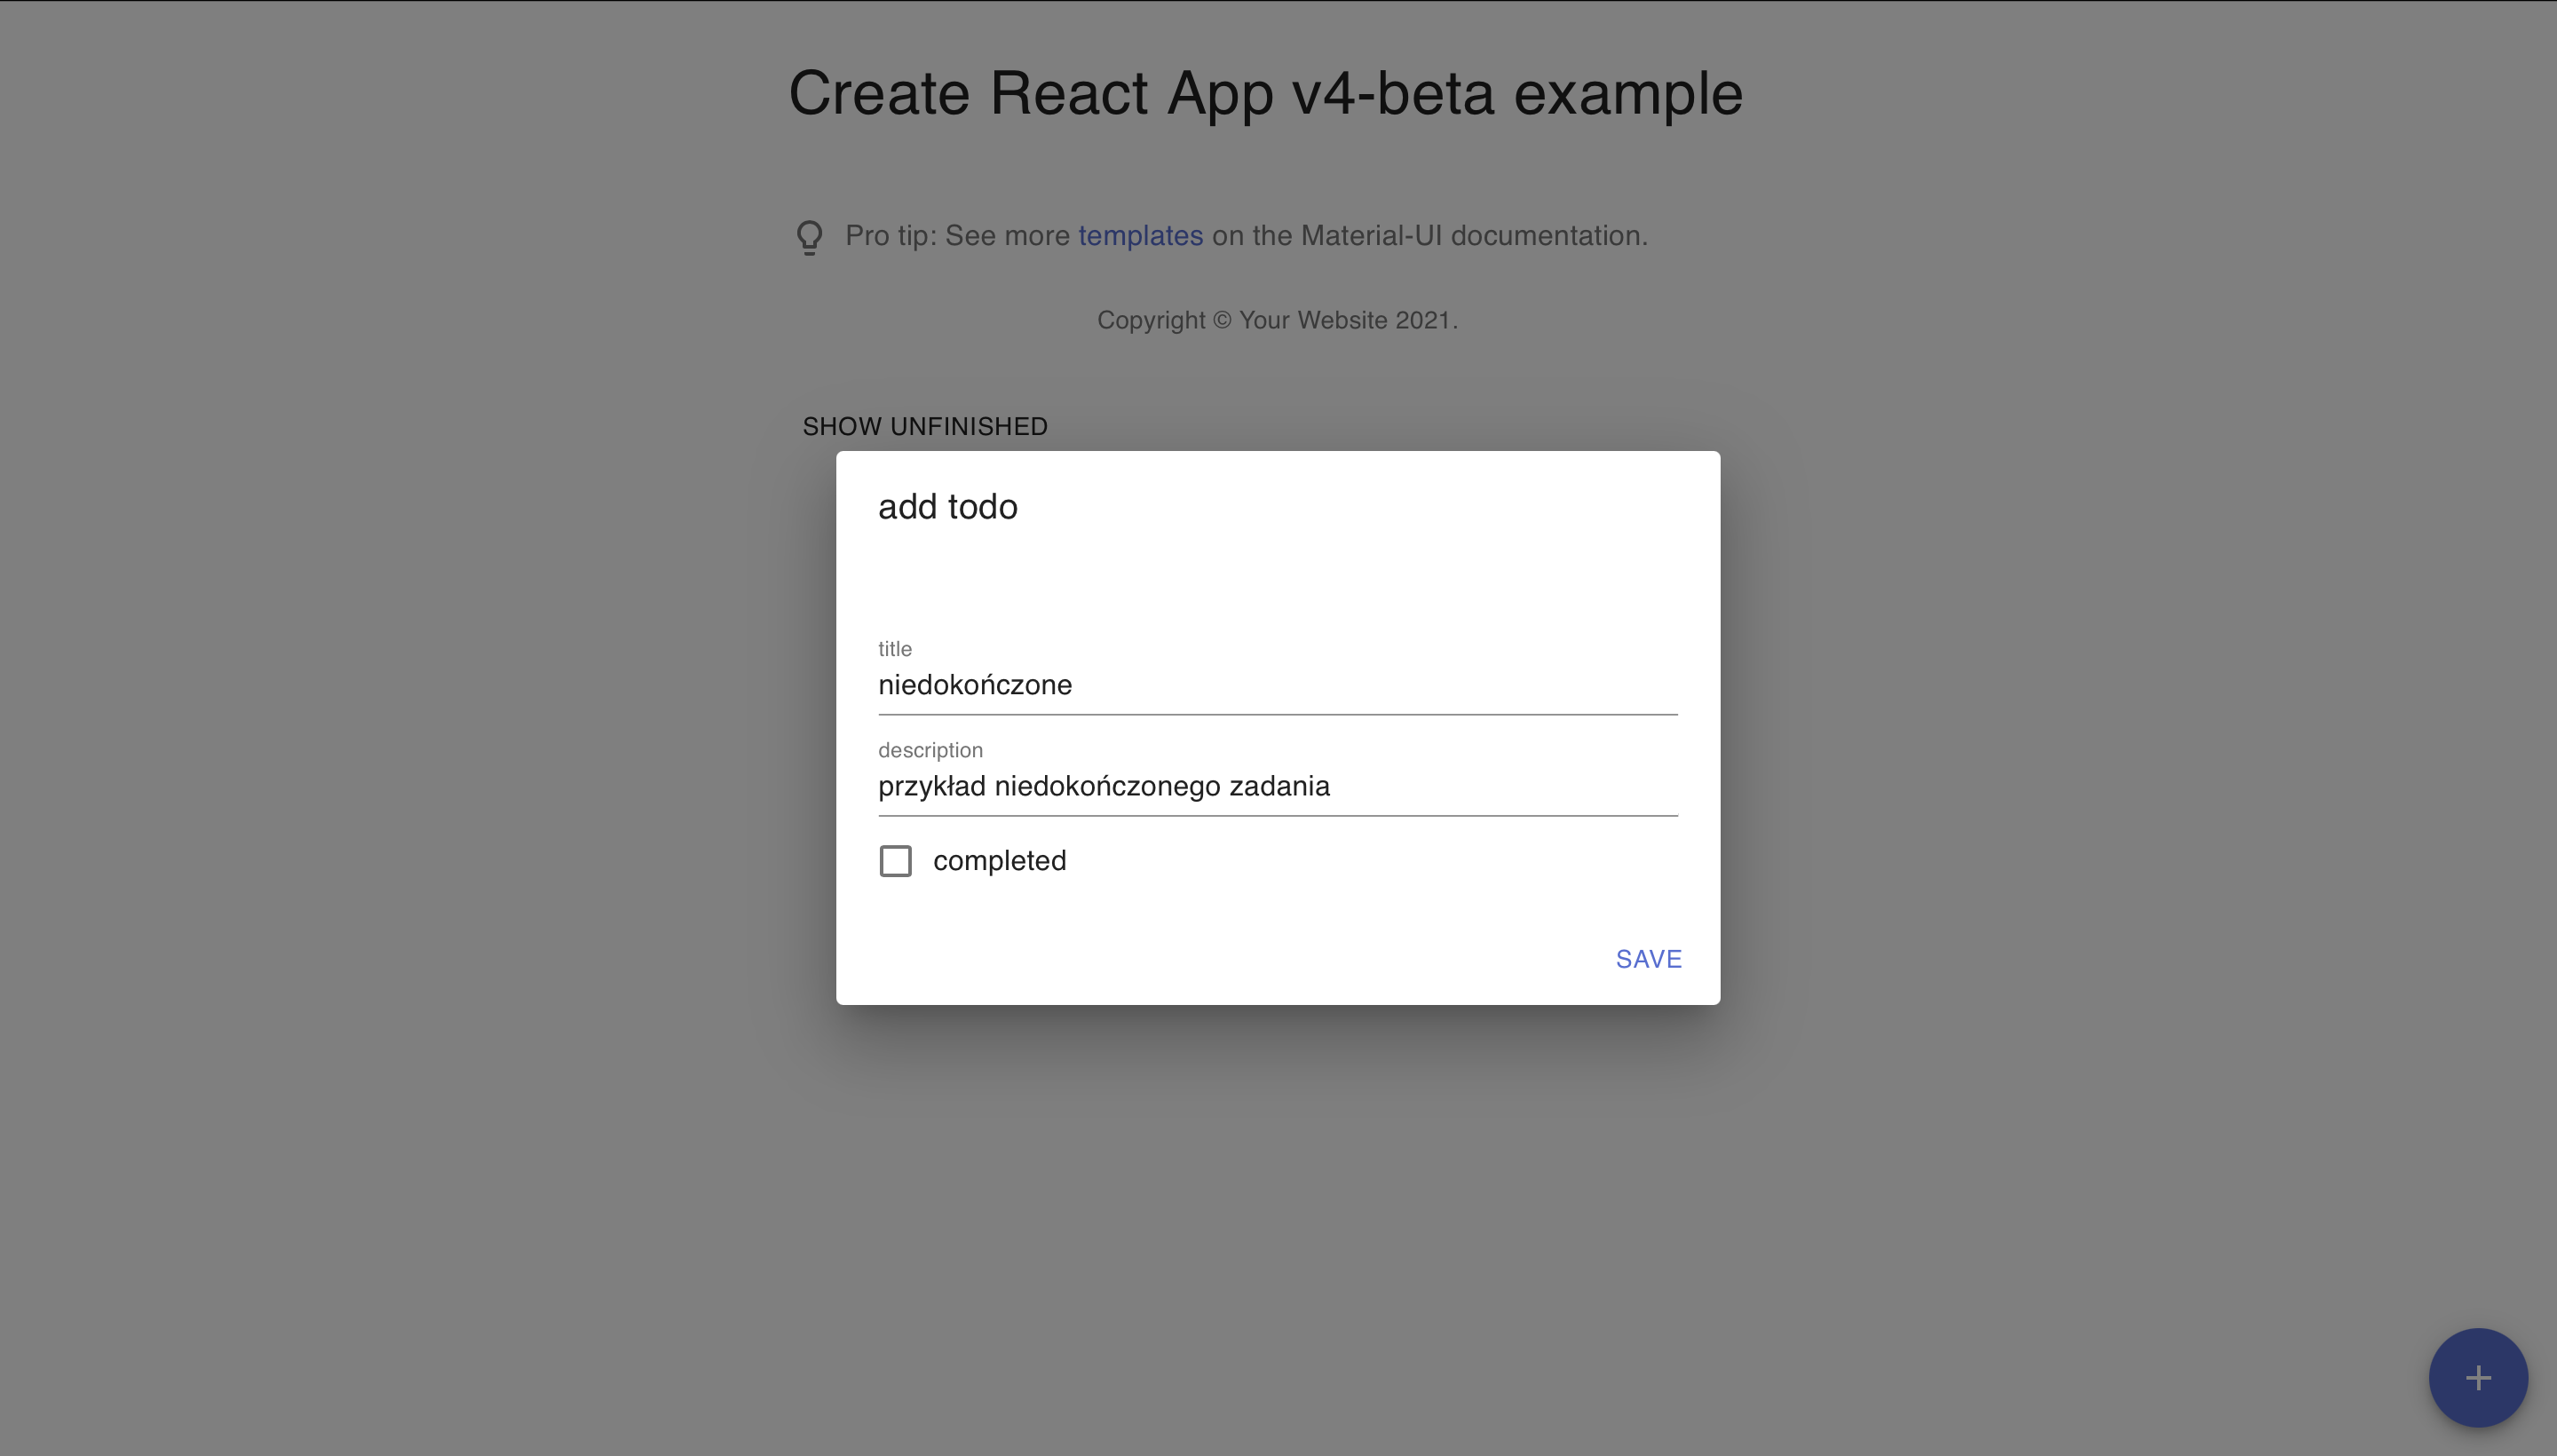 Create React App v4-beta example
Pro tip: See more templates on the Material-UI documentation.
Copyright © Your Website 2021.
SHOW UNFINISHED
add todo
title
niedokończone
description
przykład niedokończonego zadania
completed
SAVE
+